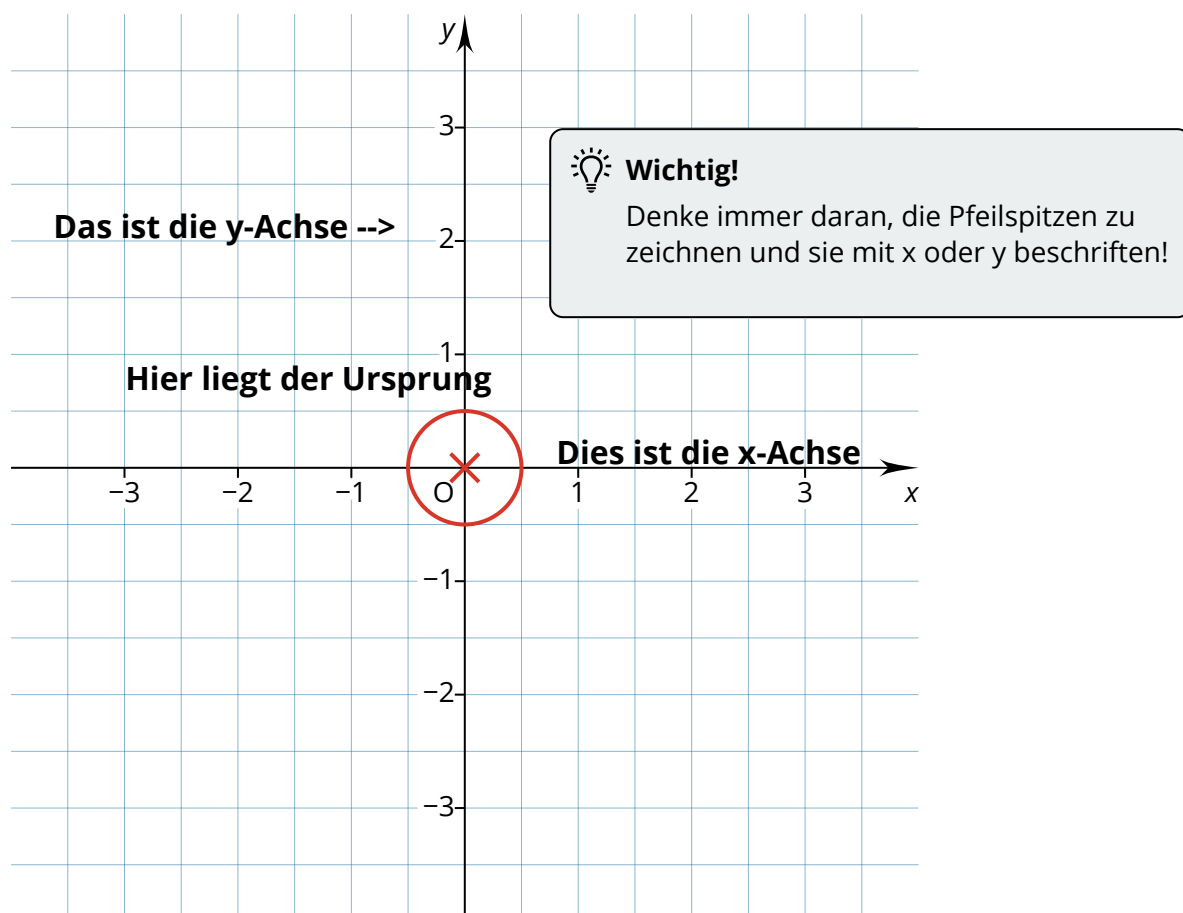 y
3
Wichtig!
Denke immer daran, die Pfeilspitzen zu
zeichnen und sie mit x oder y beschriften!
Das ist die y-Achse -->
2
1
Hier liegt der Ursprung
Dies ist die x-Achse
−3 −2 −1 O 1 2 3 x
−1
−2
−3